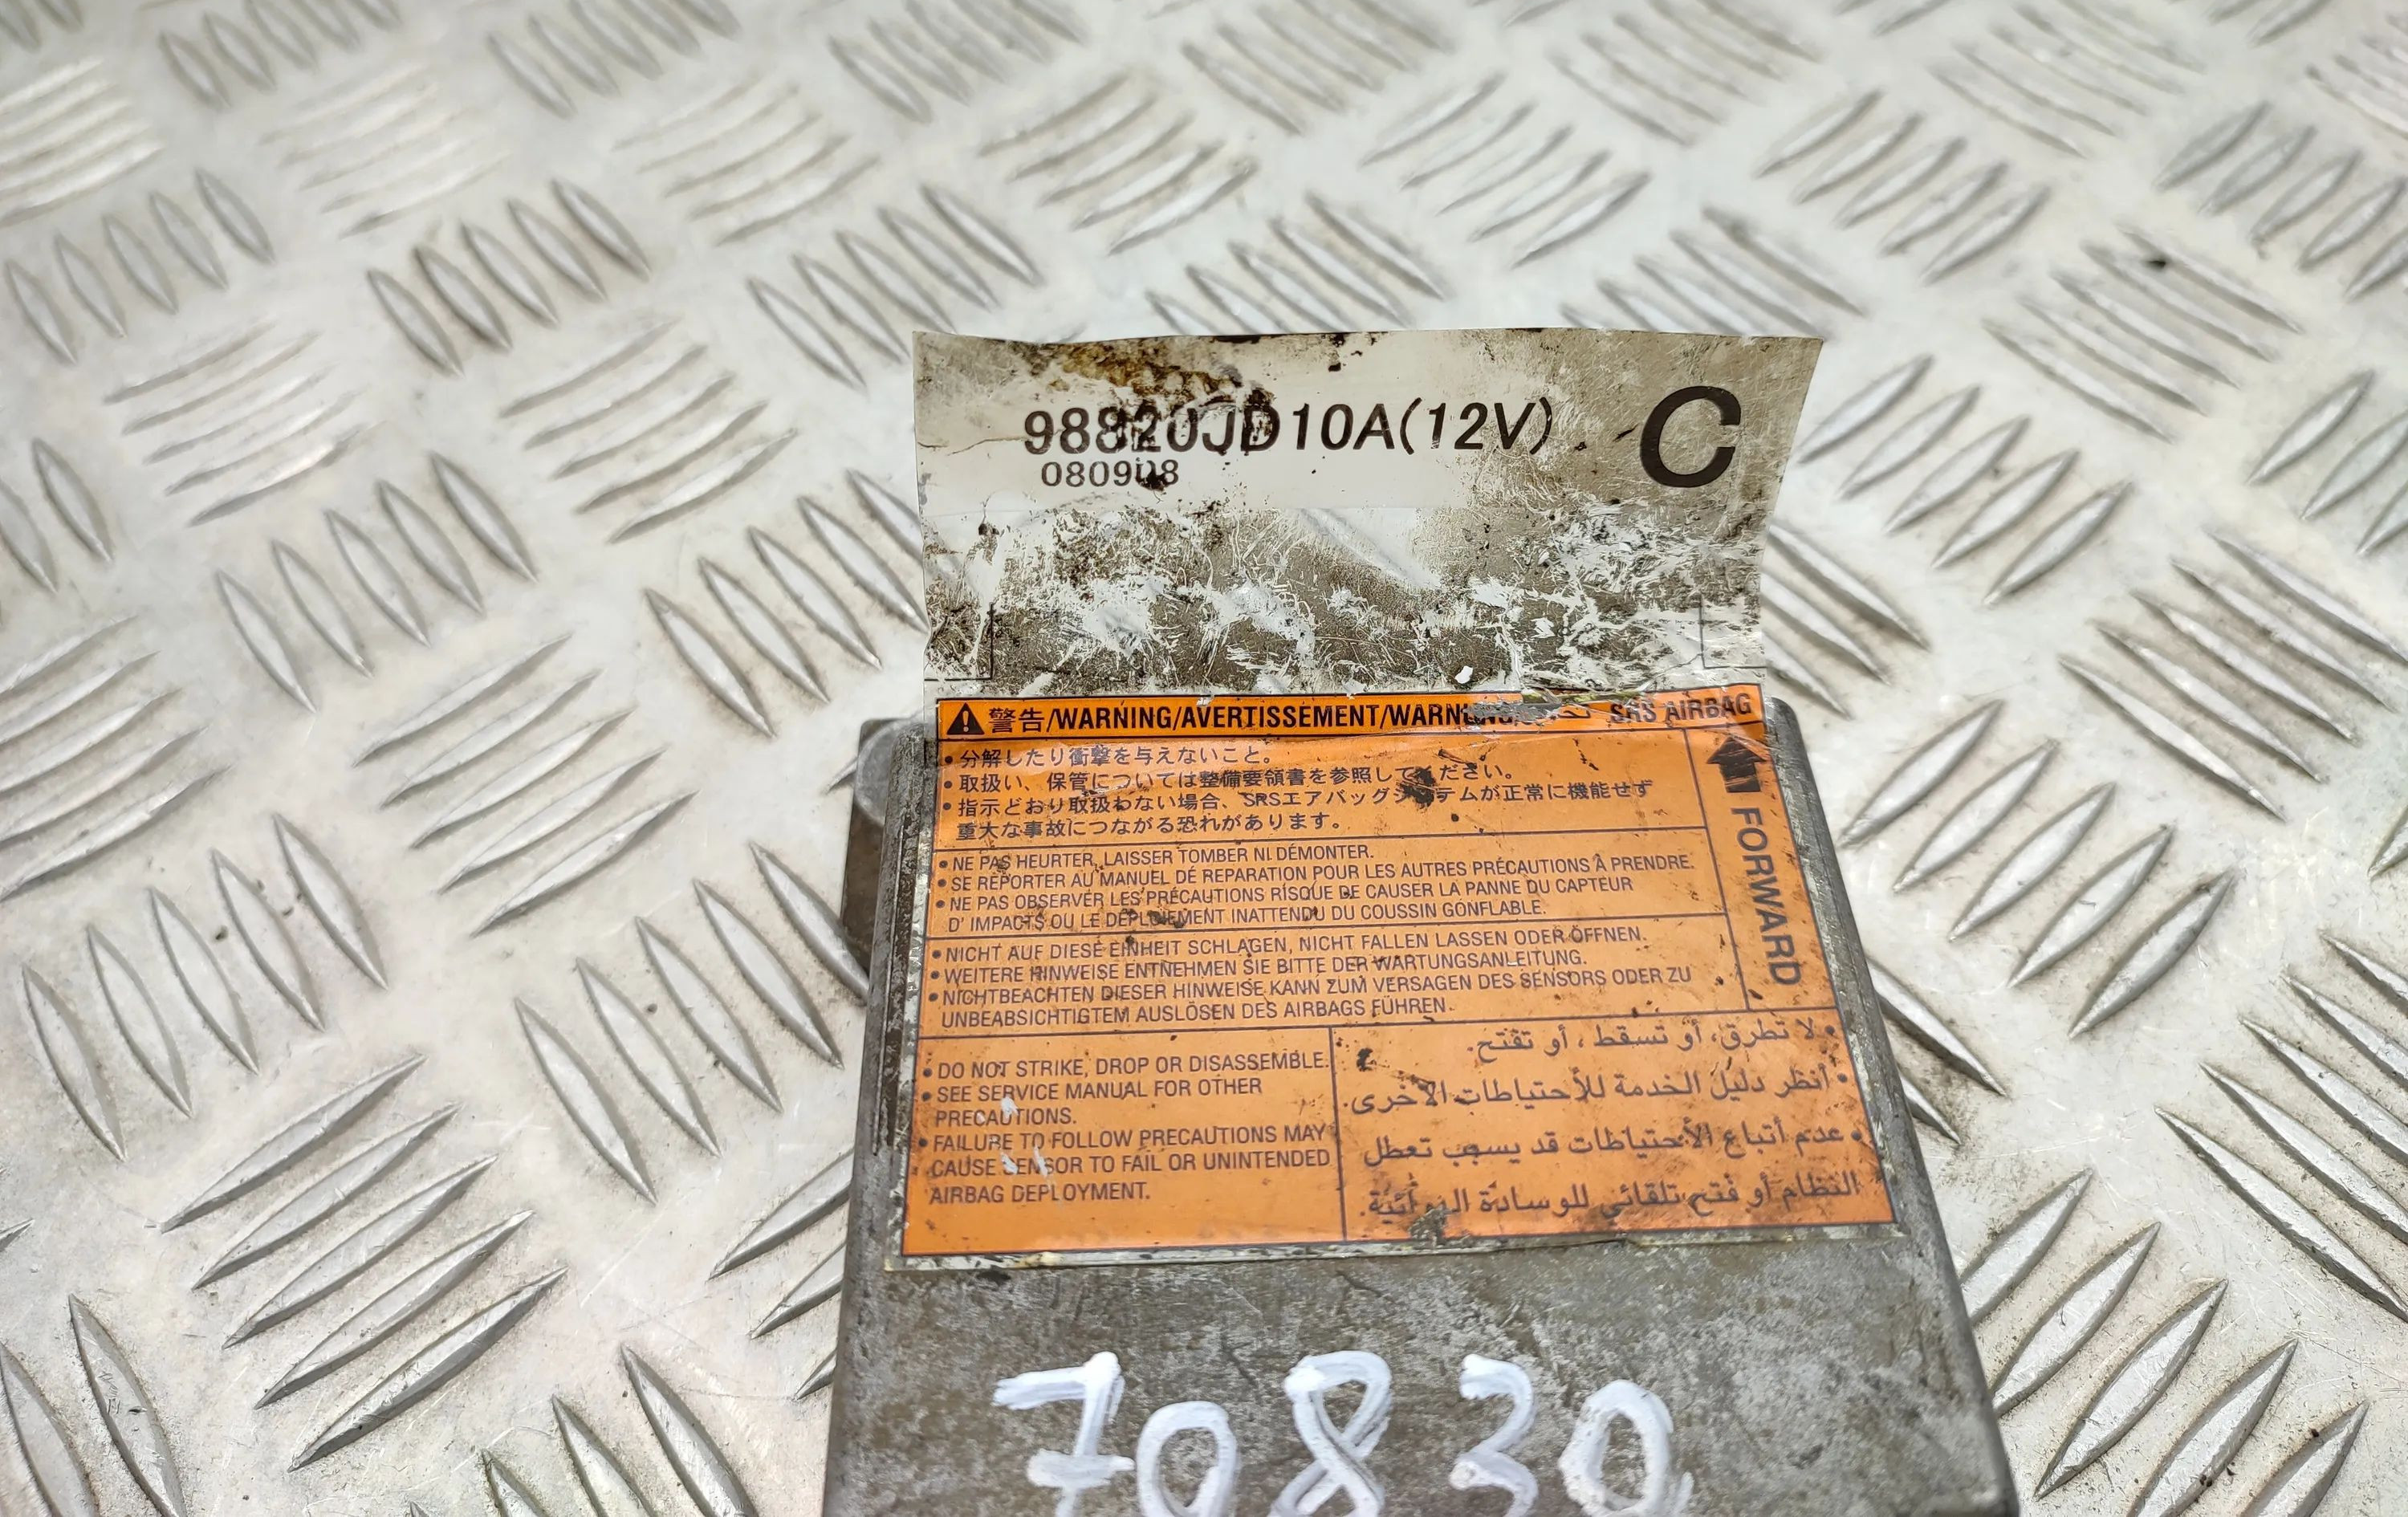 98820JD10A(12V) C
080908
警告/WARNING/AVERTISSEMENT/WARNUNG/ SRS AIRBAG
• 分解したり衝撃を与えないこと。
• 取扱い、保管については整備要領書を参照してください。
• 指示どおり取扱わない場合、SRSエアバッグシステムが正常に機能せず
重大な事故につながる恐れがあります。
FORWARD
• NE PAS HEURTER, LAISSER TOMBER NI DÉMONTER.
• SE REPORTER AU MANUEL DE REPARATION POUR LES AUTRES PRÉCAUTIONS À PRENDRE.
• NE PAS OBSERVER LES PRÉCAUTIONS RISQUE DE CAUSER LA PANNE DU CAPTEUR
D' IMPACTS OU LE DÉPLOIEMENT INATTENDU DU COUSSIN GONFLABLE.
• NICHT AUF DIESE EINHEIT SCHLAGEN, NICHT FALLEN LASSEN ODER ÖFFNEN.
• WEITERE HINWEISE ENTNEHMEN SIE BITTE DER WARTUNGSANLEITUNG.
• NICHTBEACHTEN DIESER HINWEISE KANN ZUM VERSAGEN DES SENSORS ODER ZU
UNBEABSICHTIGTEM AUSLÖSEN DES AIRBAGS FÜHREN.
• DO NOT STRIKE, DROP OR DISASSEMBLE.
• SEE SERVICE MANUAL FOR OTHER
PRECAUTIONS.
• FAILURE TO FOLLOW PRECAUTIONS MAY
CAUSE SENSOR TO FAIL OR UNINTENDED
AIRBAG DEPLOYMENT.
• لا تطرق، أو تسقط ، أو تفتح.
• أنظر دليل الخدمة للأحتياطات الأخرى.
• عدم أتباع الأحتياطات قد يسبب تعطل
النظام أو فتح تلقائي للوسادة الهوائية.
70830